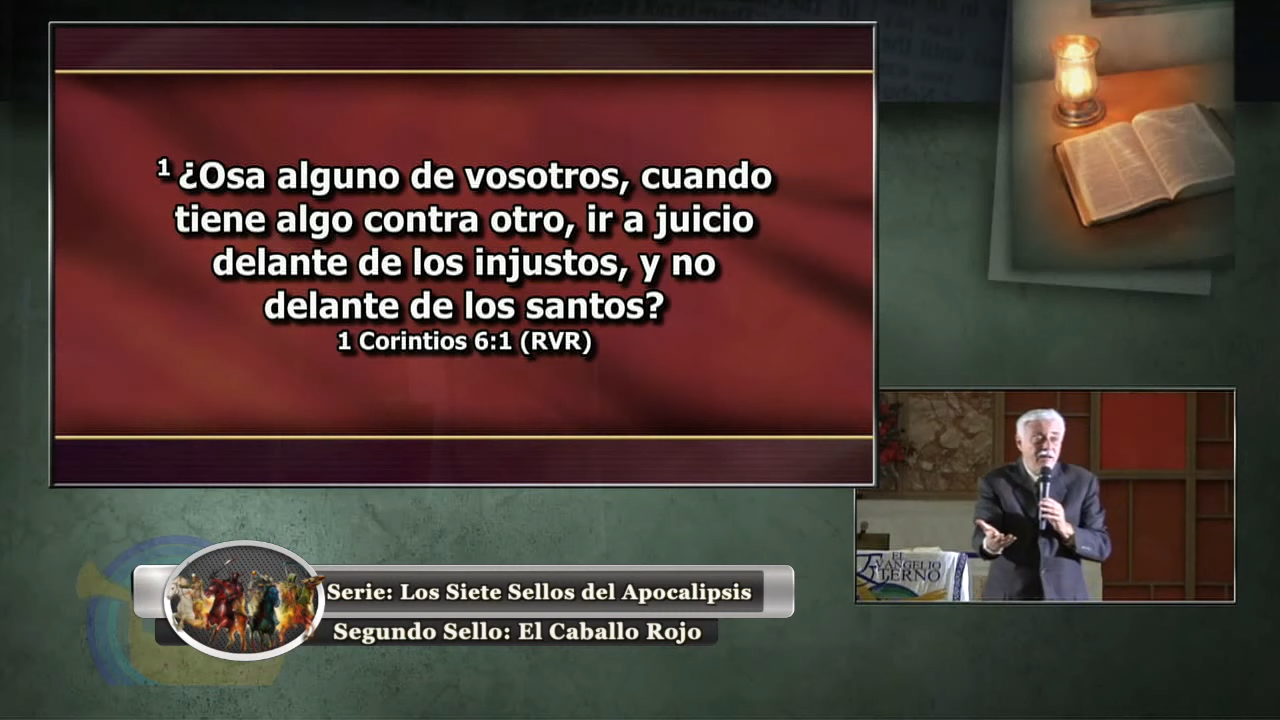 1 ¿Osa alguno de vosotros, cuando
tiene algo contra otro, ir a juicio
delante de los injustos, y no
delante de los santos?
1 Corintios 6:1 (RVR)
EL
EVANGELIO
ETERNO
Serie: Los Siete Sellos del Apocalipsis
Segundo Sello: El Caballo Rojo